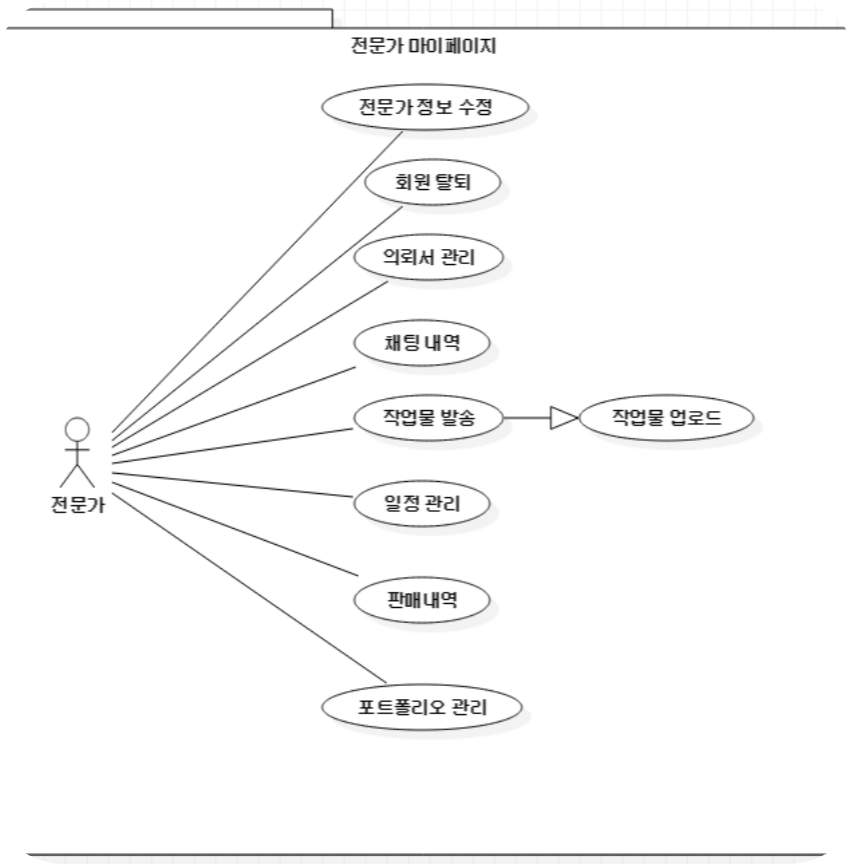 전문가 마이페이지
전문가 정보 수정
회원 탈퇴
의뢰서 관리
채팅 내역
작업물 발송
작업물 업로드
전문가
일정 관리
판매내역
포트폴리오 관리